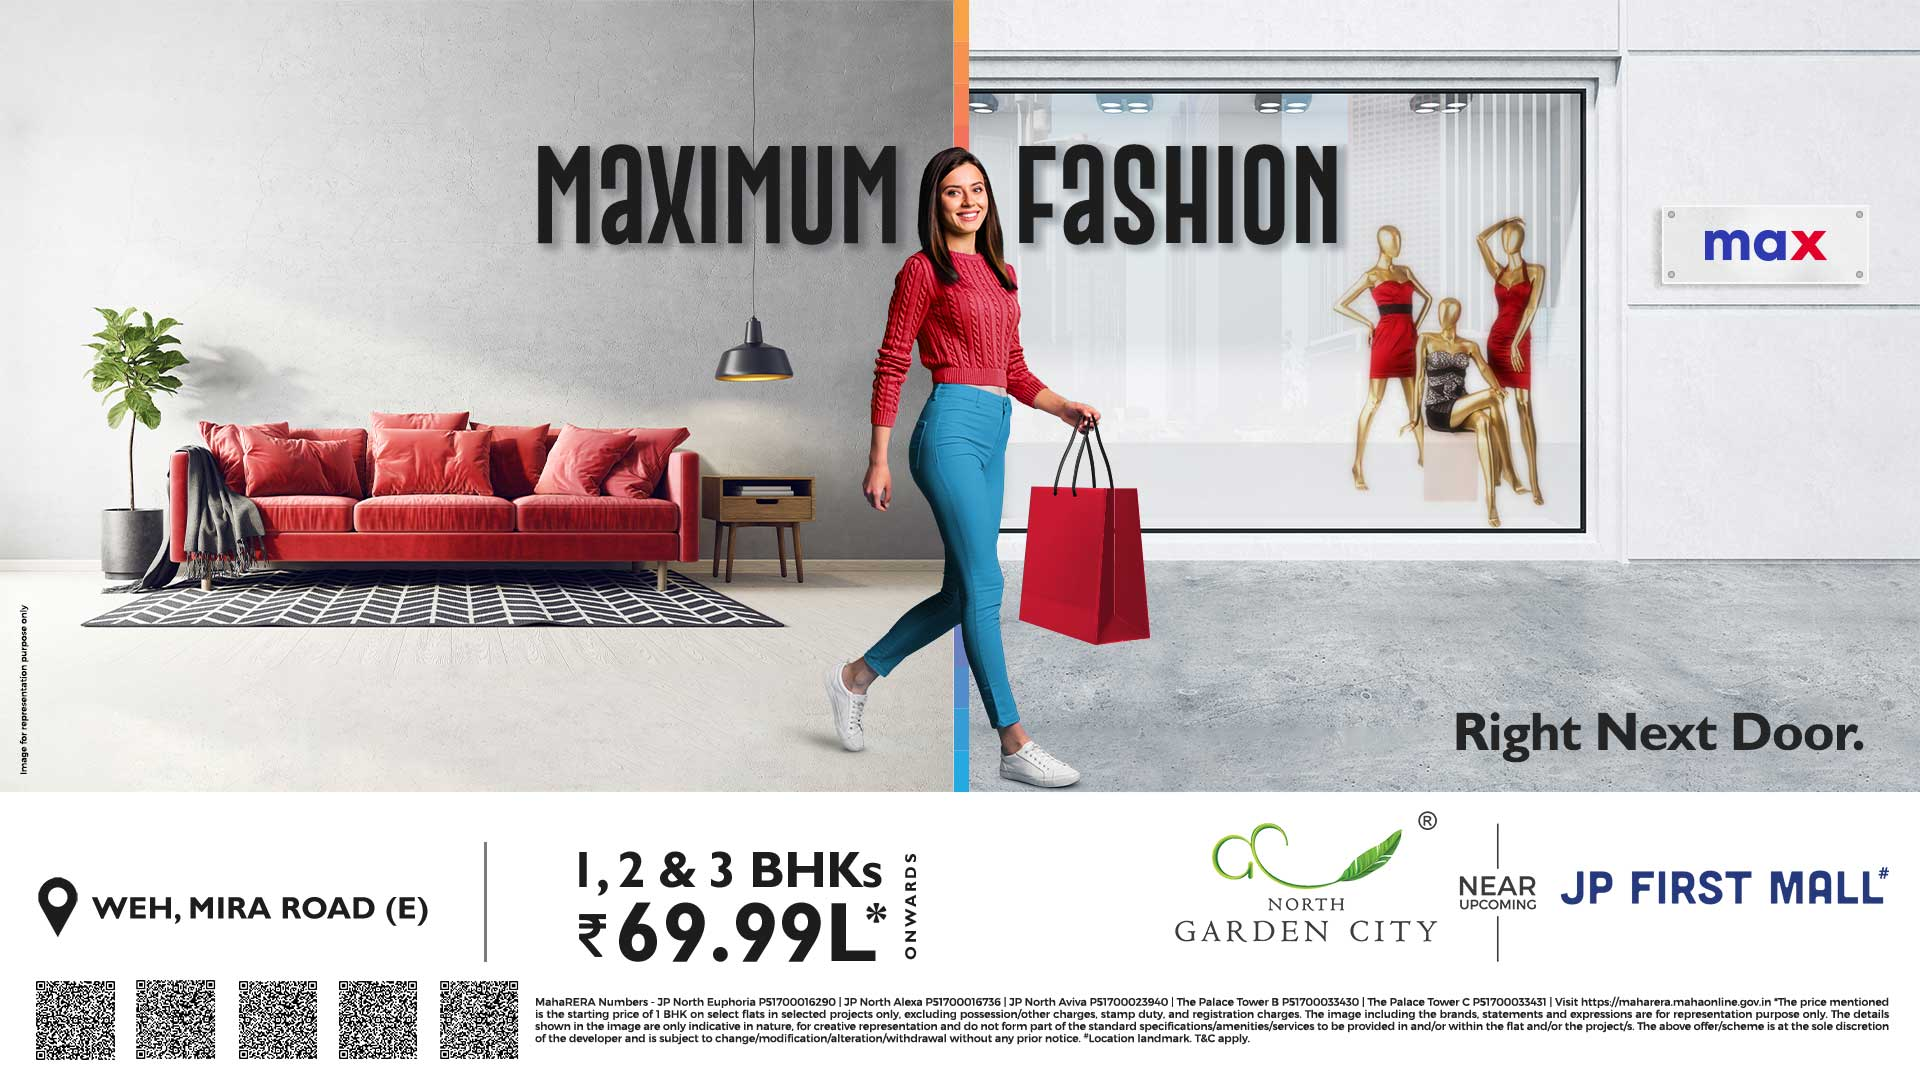 MaXIMUM FaSHION
max
Right Next Door.
Image for representation purpose only
WEH, MIRA ROAD (E)
1, 2 & 3 BHKs
₹69.99L*
ONWARDS
®
NORTH
GARDEN CITY
NEAR
UPCOMING
JP FIRST MALL#
MahaRERA Numbers - JP North Euphoria P51700016290 | JP North Alexa P51700016736 | JP North Aviva P51700023940 | The Palace Tower B P51700033430 | The Palace Tower C P51700033431 | Visit https://maharera.mahaonline.gov.in *The price mentioned
is the starting price of 1 BHK on select flats in selected projects only, excluding possession/other charges, stamp duty, and registration charges. The image including the brands, statements and expressions are for representation purpose only. The details
shown in the image are only indicative in nature, for creative representation and do not form part of the standard specifications/amenities/services to be provided in and/or within the flat and/or the project/s. The above offer/scheme is at the sole discretion
of the developer and is subject to change/modification/alteration/withdrawal without any prior notice. #Location landmark. T&C apply.